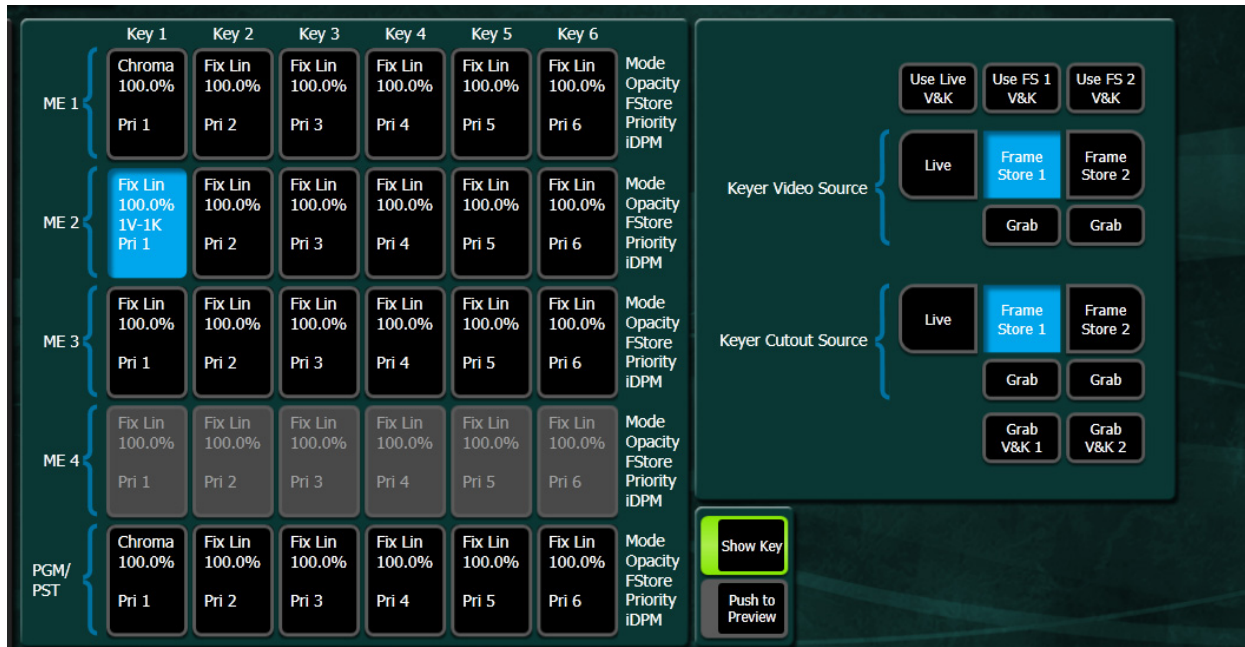 Key 1 Key 2 Key 3 Key 4 Key 5 Key 6
ME 1
Chroma Fix Lin Fix Lin Fix Lin Fix Lin Fix Lin Mode
100.0% 100.0% 100.0% 100.0% 100.0% 100.0% Opacity
FStore
Pri 1 Pri 2 Pri 3 Pri 4 Pri 5 Pri 6 Priority
iDPM
ME 2
Fix Lin Fix Lin Fix Lin Fix Lin Fix Lin Fix Lin Mode
100.0% 100.0% 100.0% 100.0% 100.0% 100.0% Opacity
1V-1K FStore
Pri 1 Pri 2 Pri 3 Pri 4 Pri 5 Pri 6 Priority
iDPM
ME 3
Fix Lin Fix Lin Fix Lin Fix Lin Fix Lin Fix Lin Mode
100.0% 100.0% 100.0% 100.0% 100.0% 100.0% Opacity
FStore
Pri 1 Pri 2 Pri 3 Pri 4 Pri 5 Pri 6 Priority
iDPM
ME 4
Fix Lin Fix Lin Fix Lin Fix Lin Fix Lin Fix Lin Mode
100.0% 100.0% 100.0% 100.0% 100.0% 100.0% Opacity
FStore
Pri 1 Pri 2 Pri 3 Pri 4 Pri 5 Pri 6 Priority
iDPM
PGM/
PST
Chroma Fix Lin Fix Lin Fix Lin Fix Lin Fix Lin Mode
100.0% 100.0% 100.0% 100.0% 100.0% 100.0% Opacity
FStore
Pri 1 Pri 2 Pri 3 Pri 4 Pri 5 Pri 6 Priority
iDPM
Use Live Use FS 1 Use FS 2
V&K V&K V&K
Keyer Video Source
Live
Frame
Store 1
Frame
Store 2
Grab Grab
Keyer Cutout Source
Live
Frame
Store 1
Frame
Store 2
Grab Grab
Grab Grab
V&K 1 V&K 2
Show Key
Push to
Preview